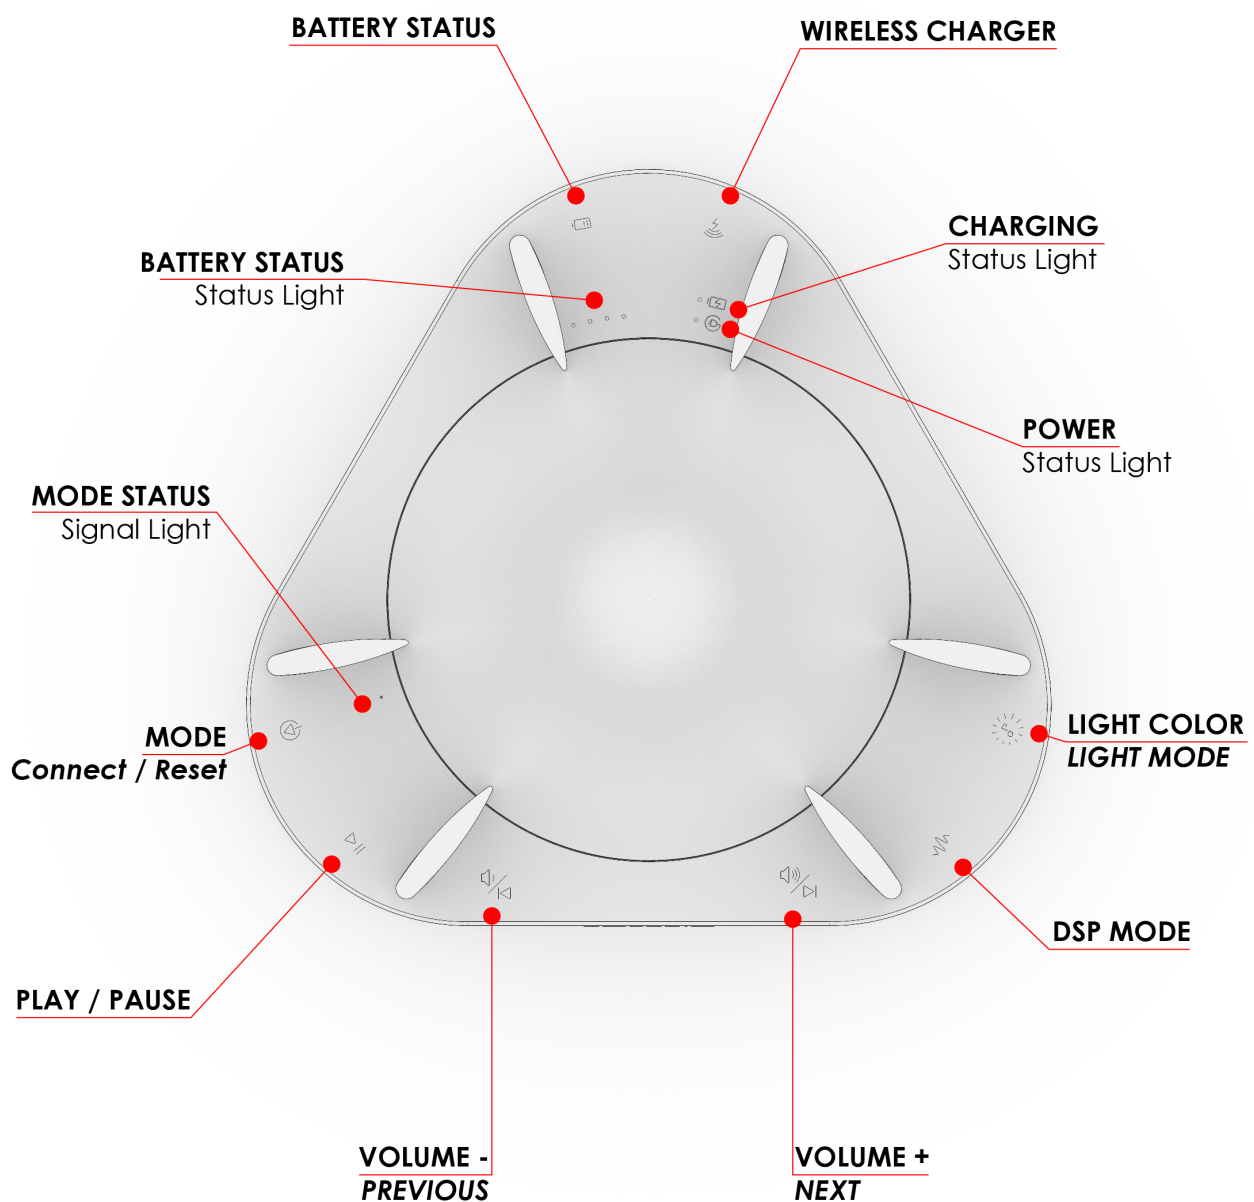 BATTERY STATUS
WIRELESS CHARGER
CHARGING
Status Light
BATTERY STATUS
Status Light
POWER
Status Light
MODE STATUS
Signal Light
LIGHT COLOR
LIGHT MODE
MODE
Connect / Reset
DSP MODE
PLAY / PAUSE
VOLUME -
PREVIOUS
VOLUME +
NEXT